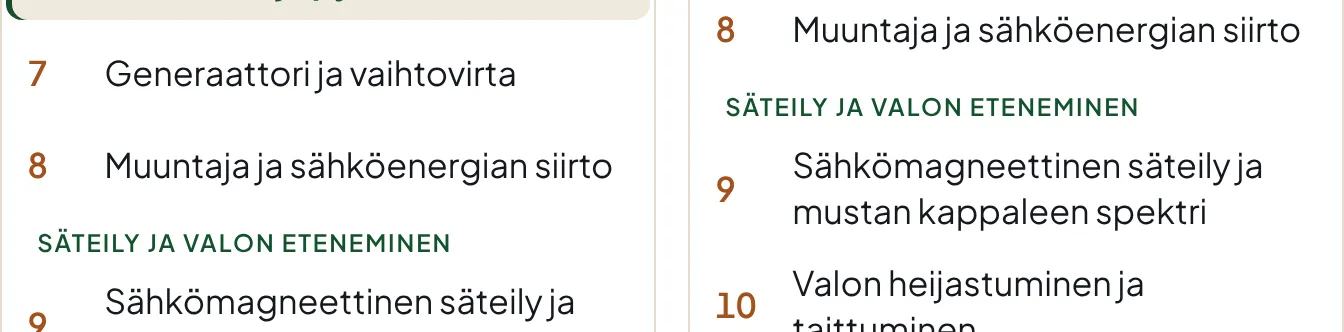 7 Generaattori ja vaihtovirta
8 Muuntaja ja sähköenergian siirto
SÄTEILY JA VALON ETENEMINEN
9 Sähkömagneettinen säteily ja
8 Muuntaja ja sähköenergian siirto
SÄTEILY JA VALON ETENEMINEN
9 Sähkömagneettinen säteily ja
mustan kappaleen spektri
10 Valon heijastuminen ja
taittuminen